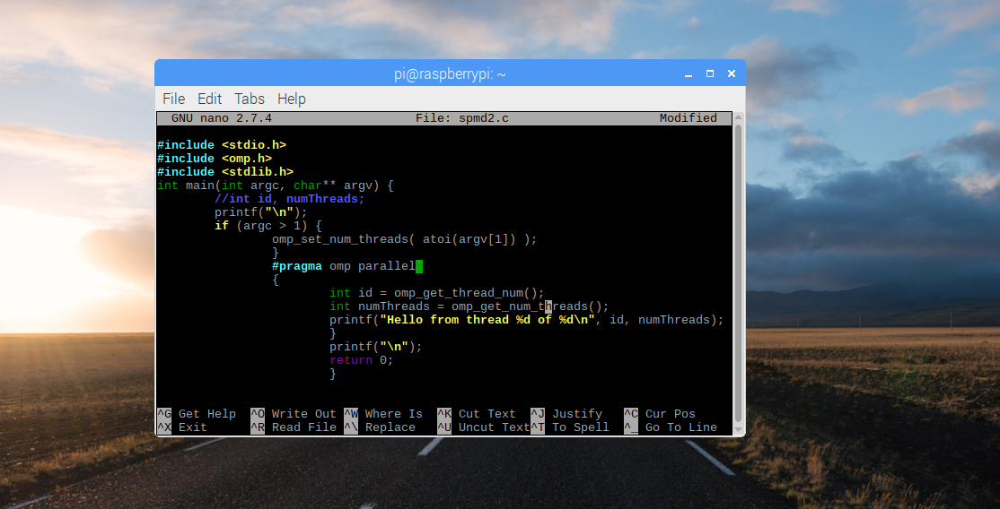 pi@raspberrypi: ~
File Edit Tabs Help
GNU nano 2.7.4 File: spmd2.c Modified
#include <stdio.h>
#include <omp.h>
#include <stdlib.h>
int main(int argc, char** argv) {
//int id, numThreads;
printf("\n");
if (argc > 1) {
omp_set_num_threads( atoi(argv[1]) );
}
#pragma omp parallel
{
int id = omp_get_thread_num();
int numThreads = omp_get_num_threads();
printf("Hello from thread %d of %d\n", id, numThreads);
}
printf("\n");
return 0;
}
^G Get Help ^O Write Out ^W Where Is ^K Cut Text ^J Justify ^C Cur Pos
^X Exit ^R Read File ^\ Replace ^U Uncut Text ^T To Spell ^_ Go To Line